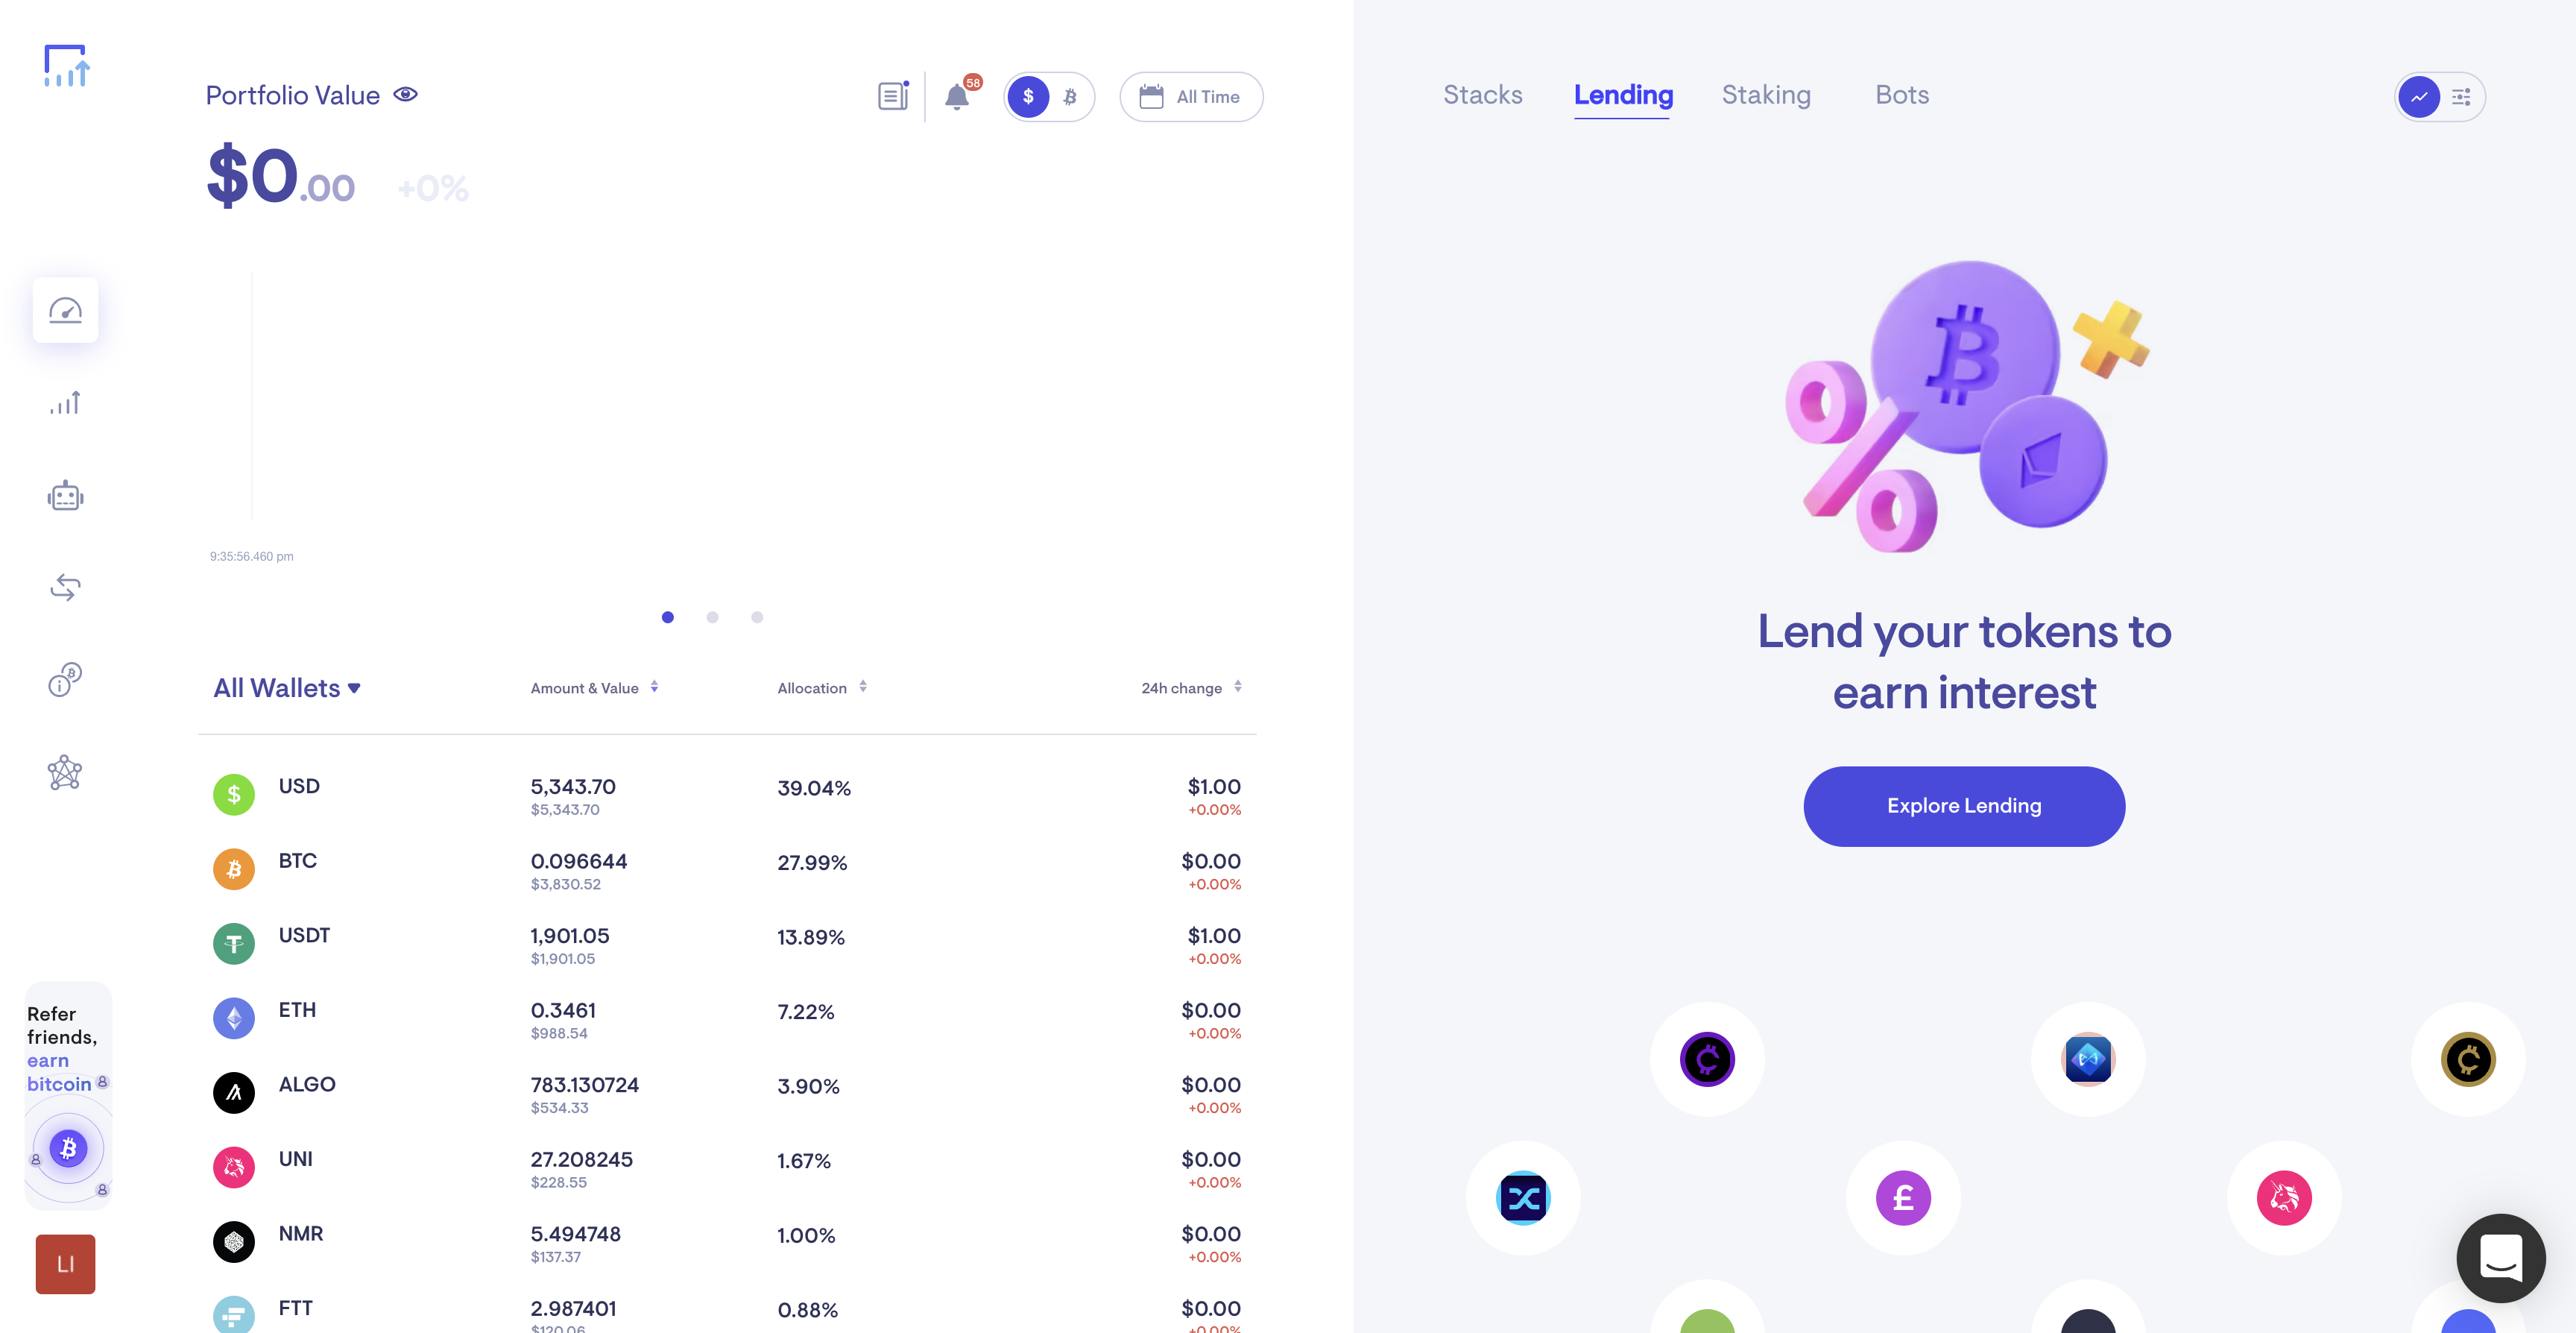 Portfolio Value
58
$
All Time
$0.00 +0%
9:35:56.460 pm
All Wallets
Amount & Value
Allocation
24h change
USD 5,343.70 39.04% $1.00
$5,343.70 +0.00%
BTC 0.096644 27.99% $0.00
$3,830.52 +0.00%
USDT 1,901.05 13.89% $1.00
$1,901.05 +0.00%
ETH 0.3461 7.22% $0.00
$988.54 +0.00%
ALGO 783.130724 3.90% $0.00
$534.33 +0.00%
UNI 27.208245 1.67% $0.00
$228.55 +0.00%
NMR 5.494748 1.00% $0.00
$137.37 +0.00%
FTT 2.987401 0.88% $0.00
$120.06 +0.00%
Refer
friends,
earn
bitcoin
LI
Stacks
Lending
Staking
Bots
Lend your tokens to
earn interest
Explore Lending